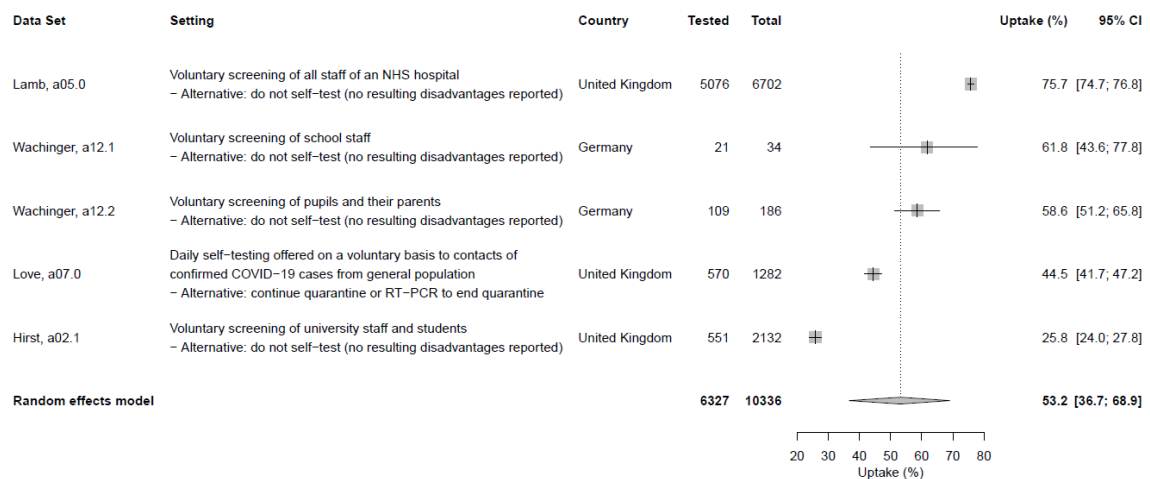 Data Set Setting Country Tested Total Uptake (%) 95% CI
Voluntary screening of all staff of an NHS hospital
Lamb, a05.0 United Kingdom 5076 6702 75.7 [74.7; 76.8]
− Alternative: do not self−test (no resulting disadvantages reported)
Voluntary screening of school staff
Wachinger, a12.1 Germany 21 34 61.8 [43.6; 77.8]
− Alternative: do not self−test (no resulting disadvantages reported)
Voluntary screening of pupils and their parents
Wachinger, a12.2 Germany 109 186 58.6 [51.2; 65.8]
− Alternative: do not self−test (no resulting disadvantages reported)
Daily self−testing offered on a voluntary basis to contacts of
Love, a07.0 confirmed COVID−19 cases from general population United Kingdom 570 1282 44.5 [41.7; 47.2]
− Alternative: continue quarantine or RT−PCR to end quarantine
Voluntary screening of university staff and students
Hirst, a02.1 United Kingdom 551 2132 25.8 [24.0; 27.8]
− Alternative: do not self−test (no resulting disadvantages reported)
Random effects model 6327 10336 53.2 [36.7; 68.9]
20 30 40 50 60 70 80
Uptake (%)